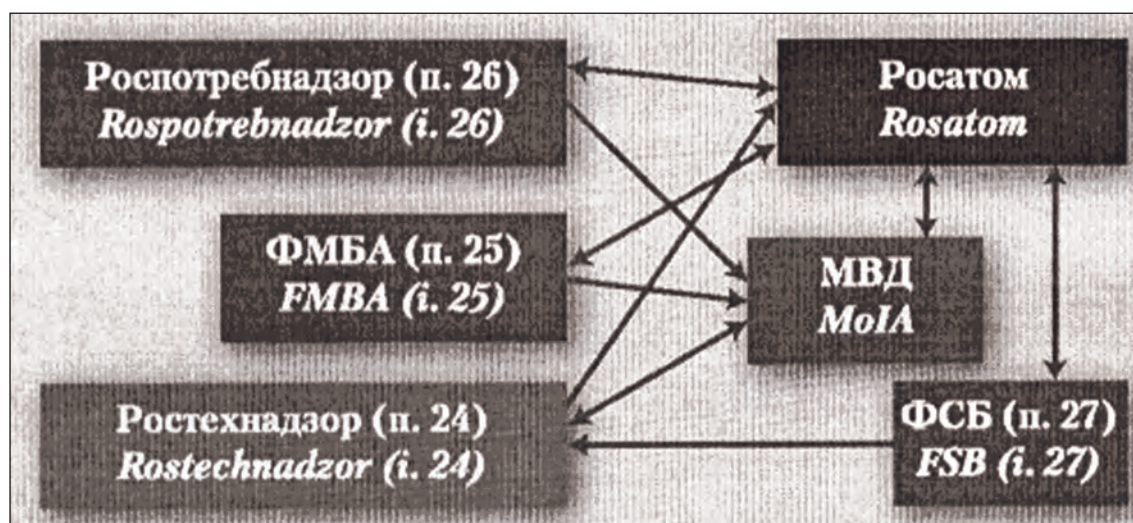 Роспотребнадзор (п. 26)
Rospotrebnadzor (i. 26)
Росатом
Rosatom
ФМБА (п. 25)
FMBA (i. 25)
МВД
MoIA
Ростехнадзор (п. 24)
Rostechnadzor (i. 24)
ФСБ (п. 27)
FSB (i. 27)